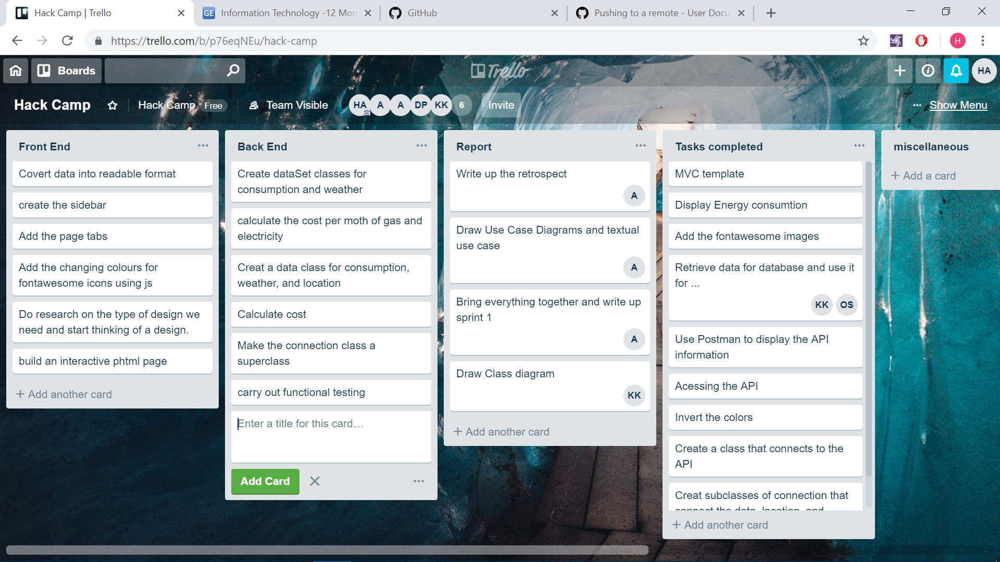 Hack Camp | Trello
GE
Information Technology -12 Mon
GitHub
Pushing to a remote - User Docu
https://trello.com/b/p76eqNEu/hack-camp
H
Boards
Trello
HA
Hack Camp
Hack Camp
Free
Team Visible
HA
A
A
DP
KK
6
Invite
Show Menu
Front End
Covert data into readable format
create the sidebar
Add the page tabs
Add the changing colours for
fontawesome icons using js
Do research on the type of design we
need and start thinking of a design.
build an interactive phtml page
+ Add another card
Back End
Create dataSet classes for
consumption and weather
calculate the cost per moth of gas and
electricity
Creat a data class for consumption,
weather, and location
Calculate cost
Make the connection class a
superclass
carry out functional testing
Enter a title for this card…
Add Card
Report
Write up the retrospect
A
Draw Use Case Diagrams and textual
use case
A
Bring everything together and write up
sprint 1
A
Draw Class diagram
KK
+ Add another card
Tasks completed
MVC template
Display Energy consumtion
Add the fontawesome images
Retrieve data for database and use it
for ...
KK
OS
Use Postman to display the API
information
Acessing the API
Invert the colors
Create a class that connects to the
API
Creat subclasses of connection that
connect the data, location, and
+ Add another card
miscellaneous
+ Add a card